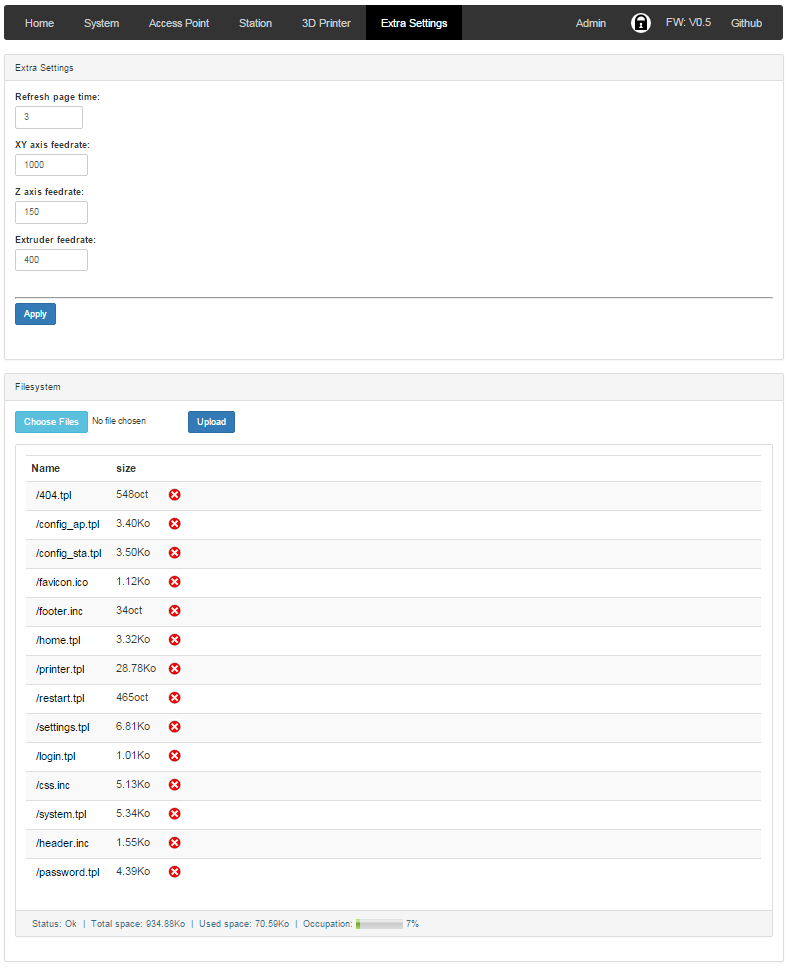 Home System Access Point Station 3D Printer Extra Settings Admin FW: V0.5 Github
Extra Settings
Refresh page time:
3
XY axis feedrate:
1000
Z axis feedrate:
150
Extruder feedrate:
400
Apply
Filesystem
Choose Files No file chosen Upload
Name size
/404.tpl 548oct
/config_ap.tpl 3.40Ko
/config_sta.tpl 3.50Ko
/favicon.ico 1.12Ko
/footer.inc 34oct
/home.tpl 3.32Ko
/printer.tpl 28.78Ko
/restart.tpl 465oct
/settings.tpl 6.81Ko
/login.tpl 1.01Ko
/css.inc 5.13Ko
/system.tpl 5.34Ko
/header.inc 1.55Ko
/password.tpl 4.39Ko
Status: Ok | Total space: 934.88Ko | Used space: 70.59Ko | Occupation: 7%